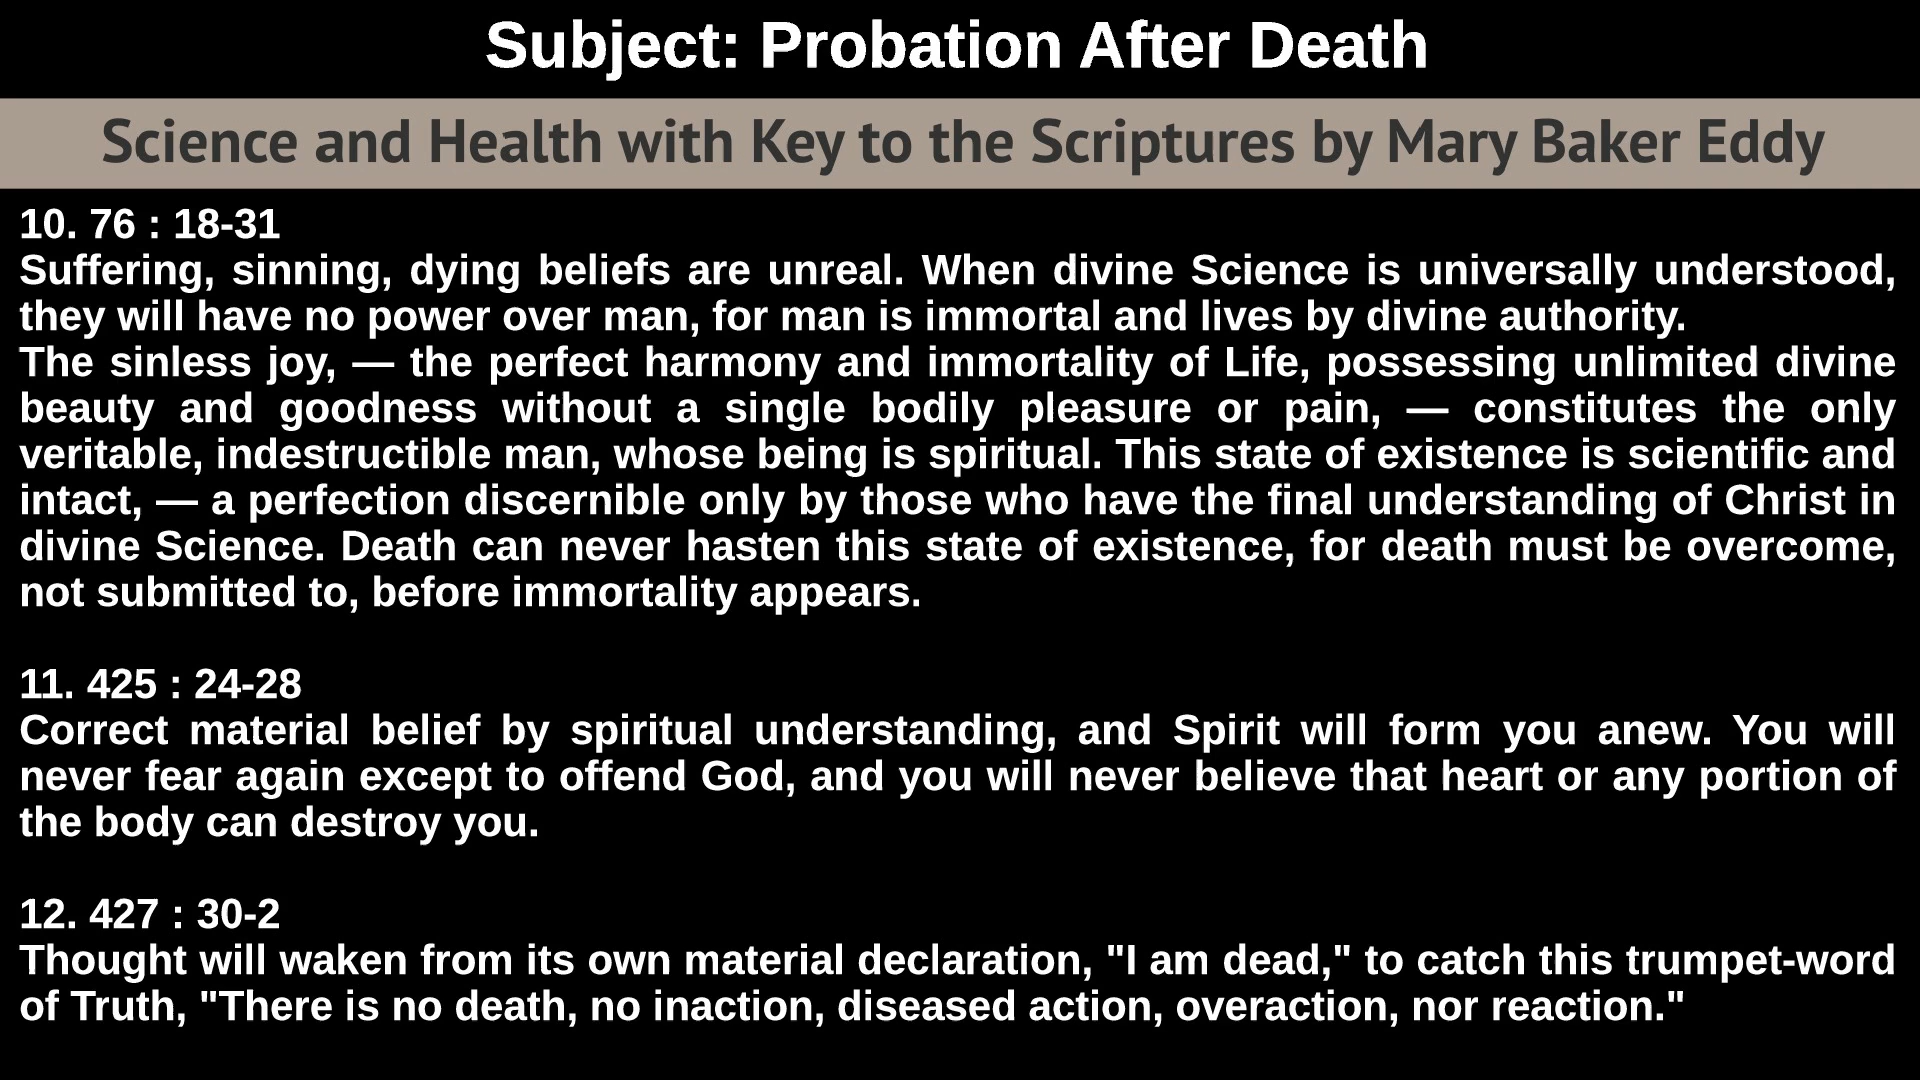 Subject: Probation After Death
Science and Health with Key to the Scriptures by Mary Baker Eddy
10. 76 : 18-31
Suffering, sinning, dying beliefs are unreal. When divine Science is universally understood,
they will have no power over man, for man is immortal and lives by divine authority.
The sinless joy, — the perfect harmony and immortality of Life, possessing unlimited divine
beauty and goodness without a single bodily pleasure or pain, — constitutes the only
veritable, indestructible man, whose being is spiritual. This state of existence is scientific and
intact, — a perfection discernible only by those who have the final understanding of Christ in
divine Science. Death can never hasten this state of existence, for death must be overcome,
not submitted to, before immortality appears.
11. 425 : 24-28
Correct material belief by spiritual understanding, and Spirit will form you anew. You will
never fear again except to offend God, and you will never believe that heart or any portion of
the body can destroy you.
12. 427 : 30-2
Thought will waken from its own material declaration, "I am dead," to catch this trumpet-word
of Truth, "There is no death, no inaction, diseased action, overaction, nor reaction."